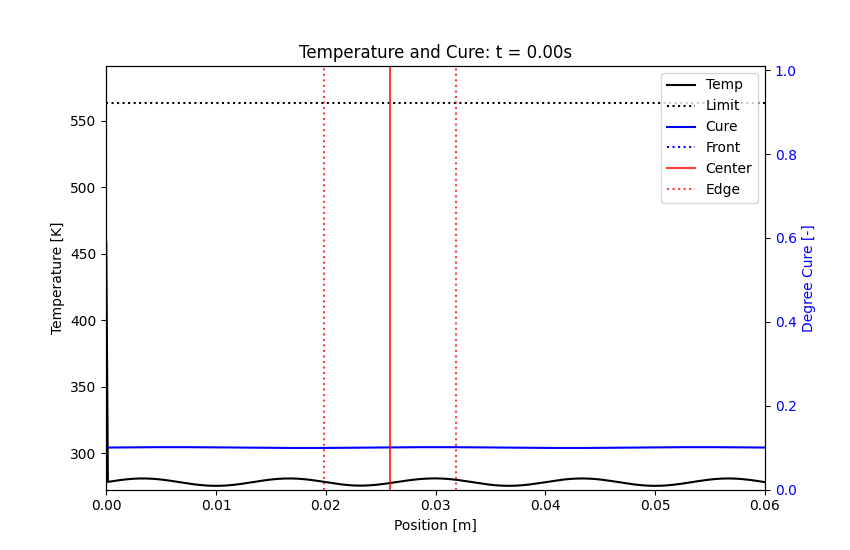 Temperature and Cure: t = 0.00s
Temp
Limit
Cure
Front
Center
Edge
Temperature [K]
550
500
450
400
350
300
Degree Cure [-]
1.0
0.8
0.6
0.4
0.2
0.0
0.00 0.01 0.02 0.03 0.04 0.05 0.06
Position [m]